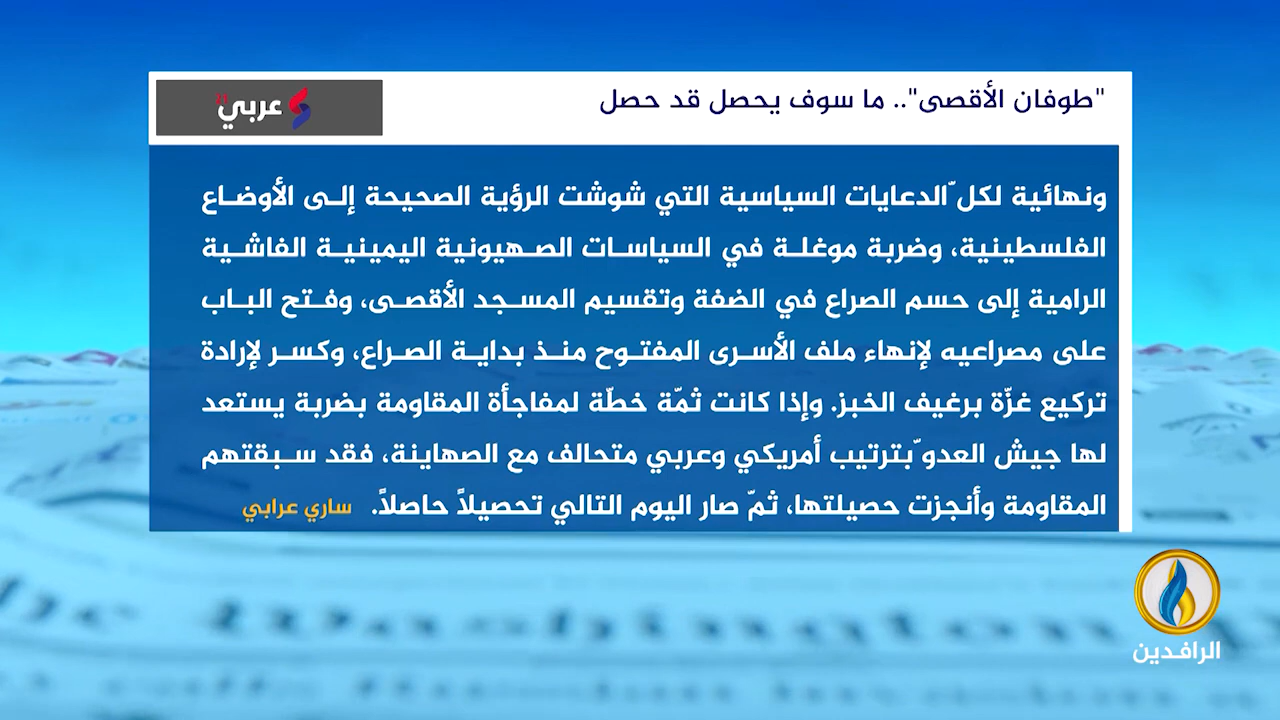 "طوفان الأقصى".. ما سوف يحصل قد حصل
عربي21
ونهائية لكلّ الدعايات السياسية التي شوشت الرؤية الصحيحة إلى الأوضاع
الفلسطينية، وضربة موغلة في السياسات الصهيونية اليمينية الفاشية
الرامية إلى حسم الصراع في الضفة وتقسيم المسجد الأقصى، وفتح الباب
على مصراعيه لإنهاء ملف الأسرى المفتوح منذ بداية الصراع، وكسر لإرادة
تركيع غزّة برغيف الخبز. وإذا كانت ثمّة خطّة لمفاجأة المقاومة بضربة يستعد
لها جيش العدوّ بترتيب أمريكي وعربي متحالف مع الصهاينة، فقد سبقتهم
المقاومة وأنجزت حصيلتها، ثمّ صار اليوم التالي تحصيلاً حاصلاً. ساري عرابي
الرافدين